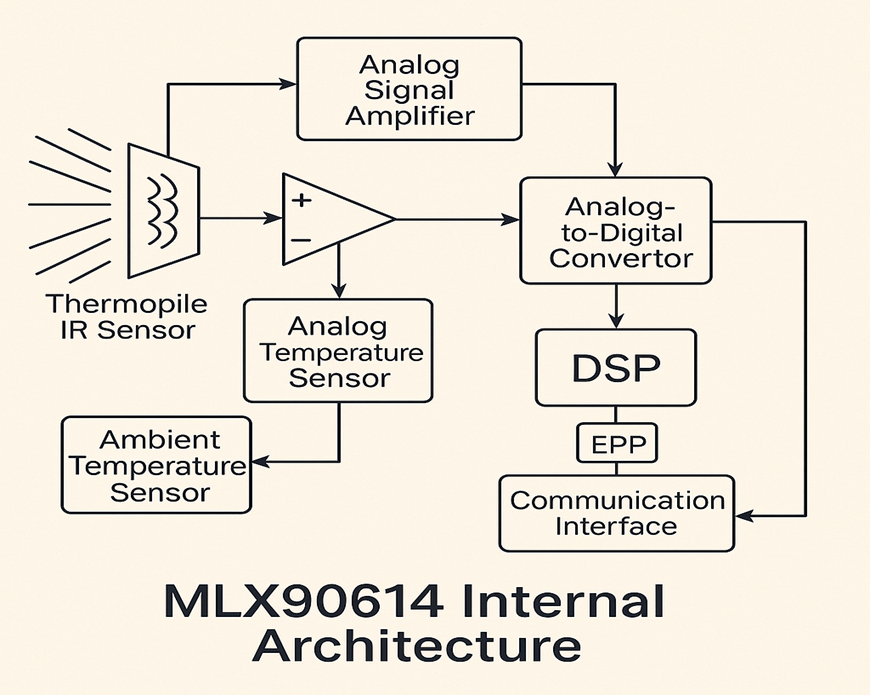 Analog
Signal
Amplifier
+
−
Analog-
to-Digital
Convertor
Thermopile
IR Sensor
Analog
Temperature
Sensor
DSP
Ambient
Temperature
Sensor
EPP
Communication
Interface
MLX90614 Internal
Architecture